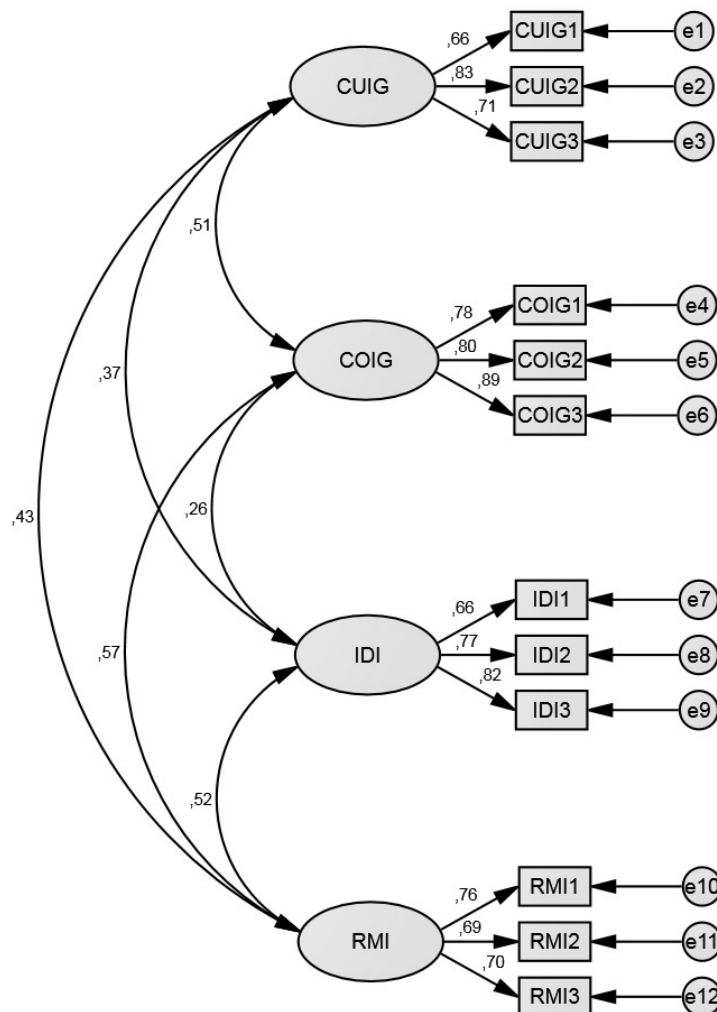 ,66 CUIG1 e1
CUIG ,83 CUIG2 e2
,71 CUIG3 e3
,51
,78 COIG1 e4
,37 COIG ,80 COIG2 e5
,89 COIG3 e6
,43 ,26
,66 IDI1 e7
,57 IDI ,77 IDI2 e8
,82 IDI3 e9
,52
,76 RMI1 e10
RMI ,69 RMI2 e11
,70 RMI3 e12